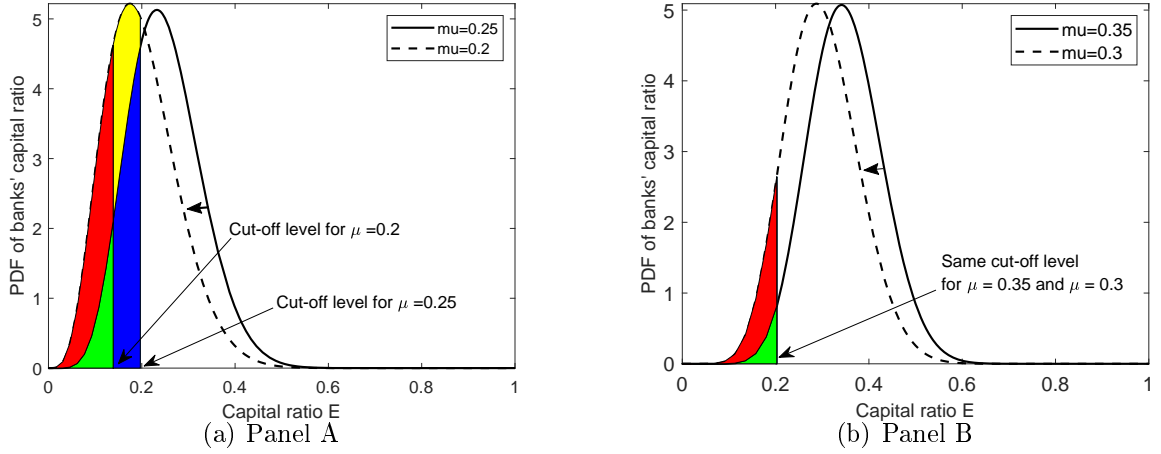 mu=0.25
mu=0.2
PDF of banks' capital ratio
5
4
3
2
1
0
Cut-off level for μ =0.2
Cut-off level for μ =0.25
0 0.2 0.4 0.6 0.8 1
Capital ratio E
(a) Panel A
mu=0.35
mu=0.3
PDF of banks' capital ratio
5
4
3
2
1
0
Same cut-off level
for μ = 0.35 and μ = 0.3
0 0.2 0.4 0.6 0.8 1
Capital ratio E
(b) Panel B